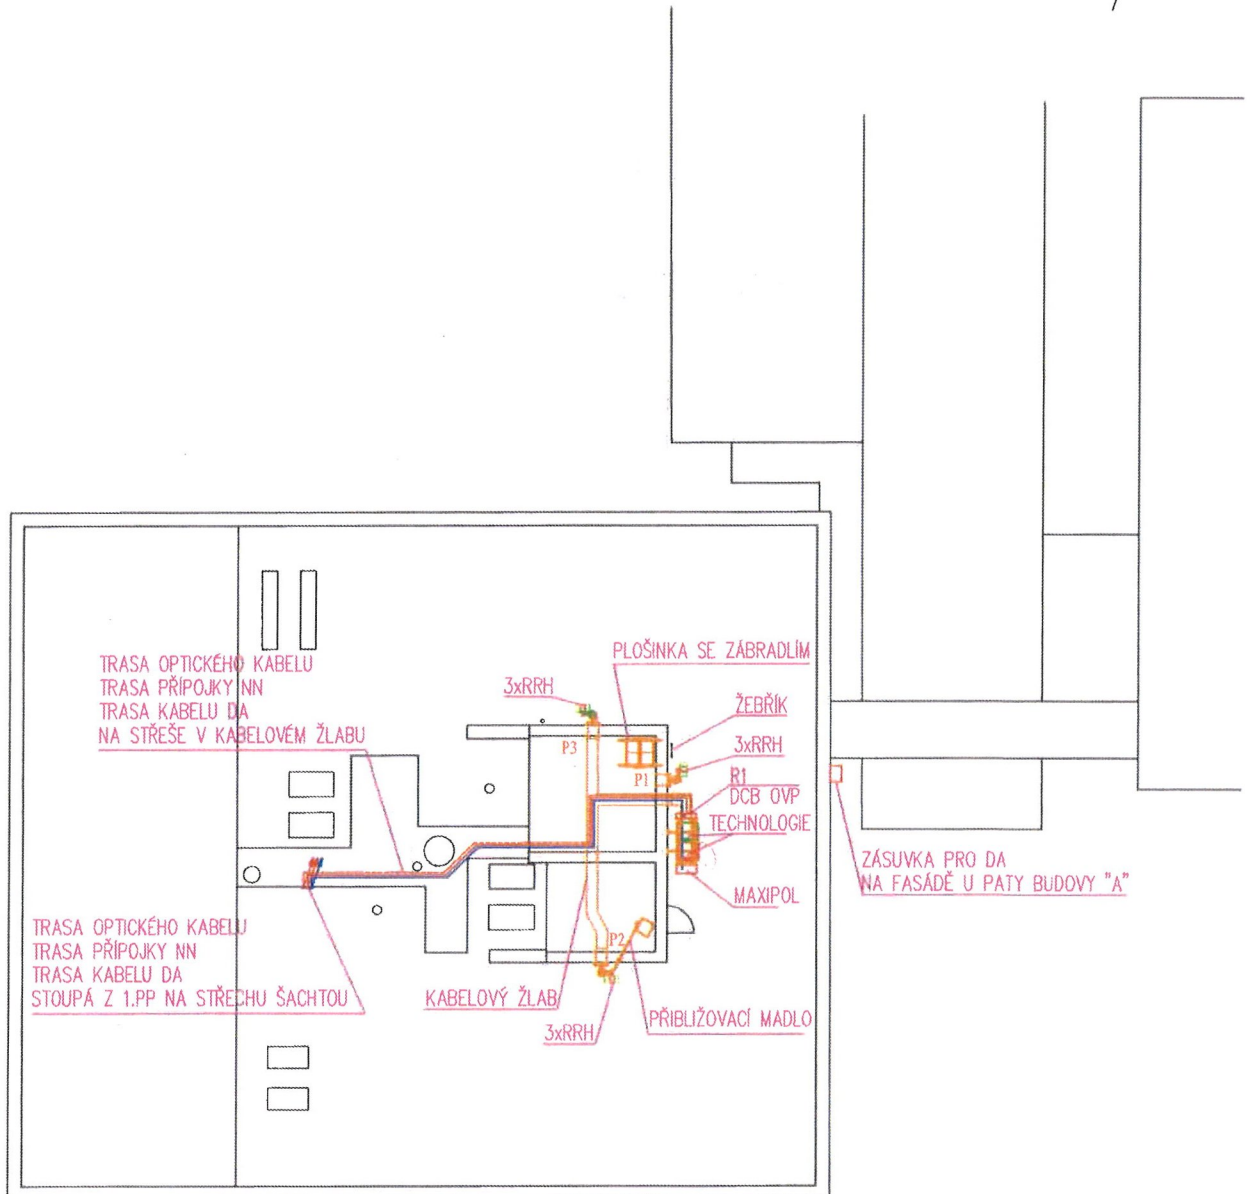 TRASA OPTICKÉHO KABELU
TRASA PŘÍPOJKY NN
TRASA KABELU DA
NA STŘEŠE V KABELOVÉM ŽLABU
PLOŠINKA SE ZÁBRADLÍM
3xRRH
ŽEBŘÍK
P3
3xRRH
P1
R1
DCB OVP
TECHNOLOGIE
ZÁSUVKA PRO DA
NA FASÁDĚ U PATY BUDOVY "A"
MAXIPOL
TRASA OPTICKÉHO KABELU
TRASA PŘÍPOJKY NN
TRASA KABELU DA
STOUPÁ Z 1.PP NA STŘECHU ŠACHTOU
P2
KABELOVÝ ŽLAB
PŘIBLIŽOVACÍ MADLO
3xRRH